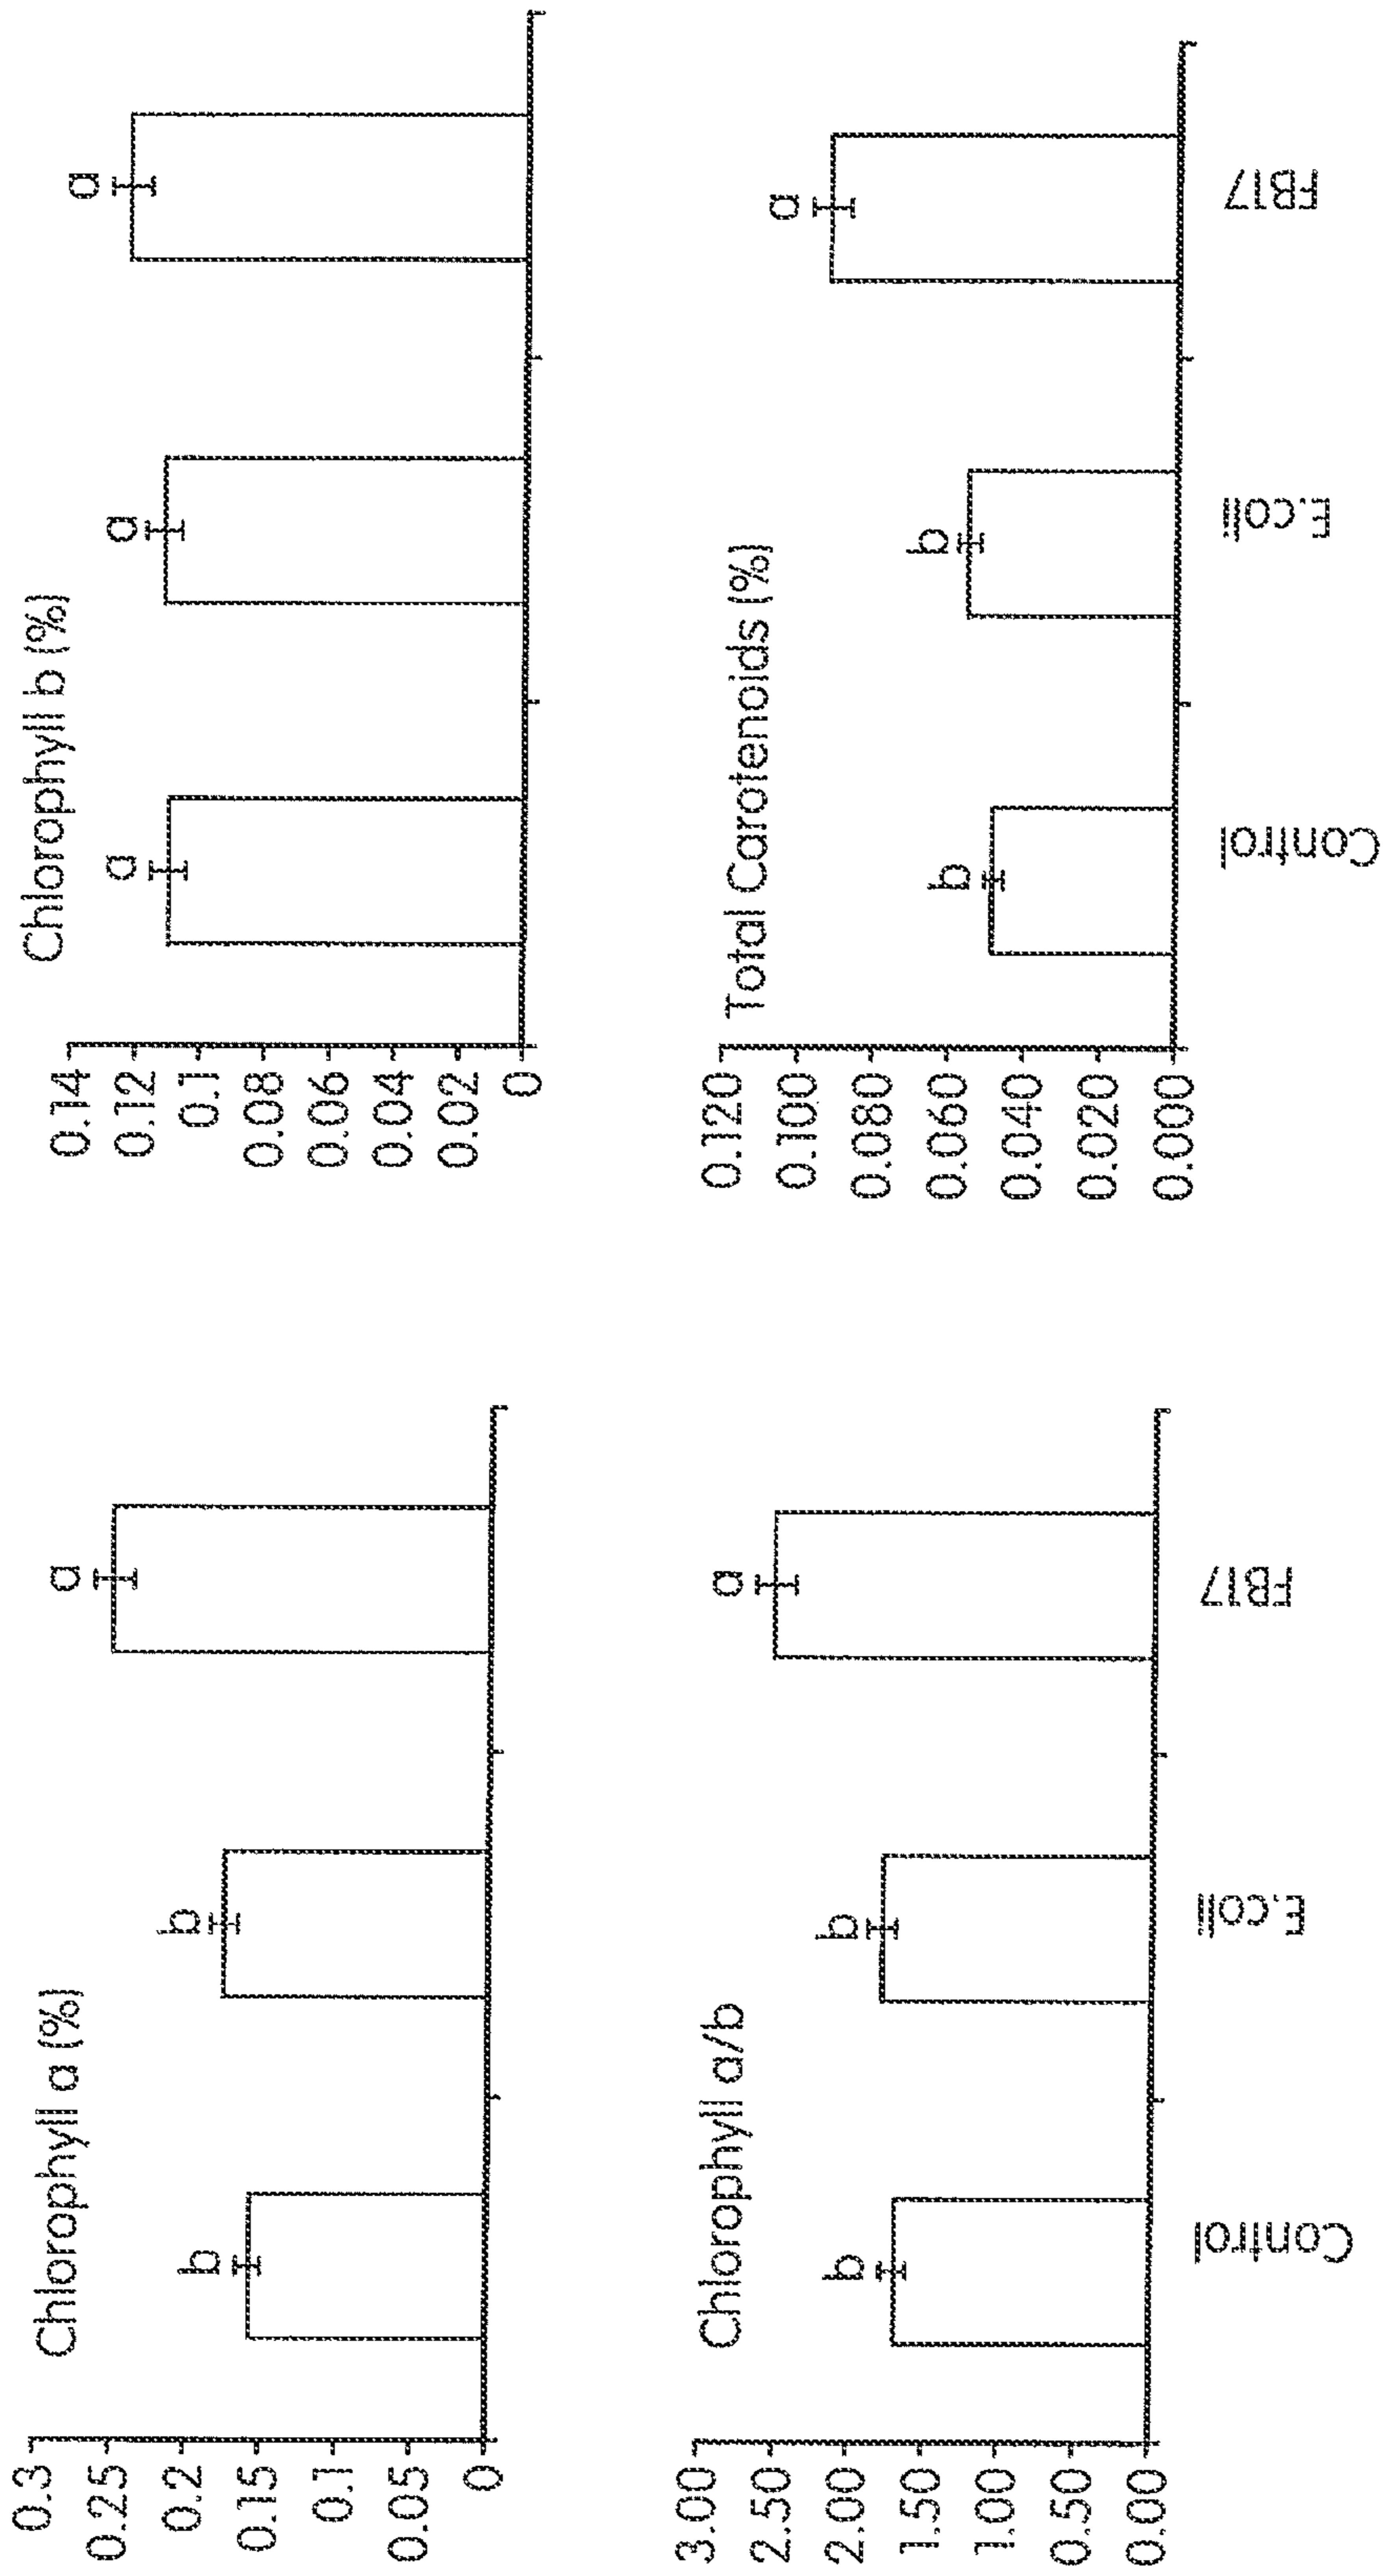 Chlorophyll a (%)
0.3
0.25
0.2
0.15
0.1
0.05
0
b
b
a
Chlorophyll b (%)
0.14
0.12
0.1
0.08
0.06
0.04
0.02
0
a
a
a
Chlorophyll a/b
3.00
2.50
2.00
1.50
1.00
0.50
0.00
b
b
a
Control
E.coli
FB17
Total Carotenoids (%)
0.120
0.100
0.080
0.060
0.040
0.020
0.000
b
b
a
Control
E.coli
FB17